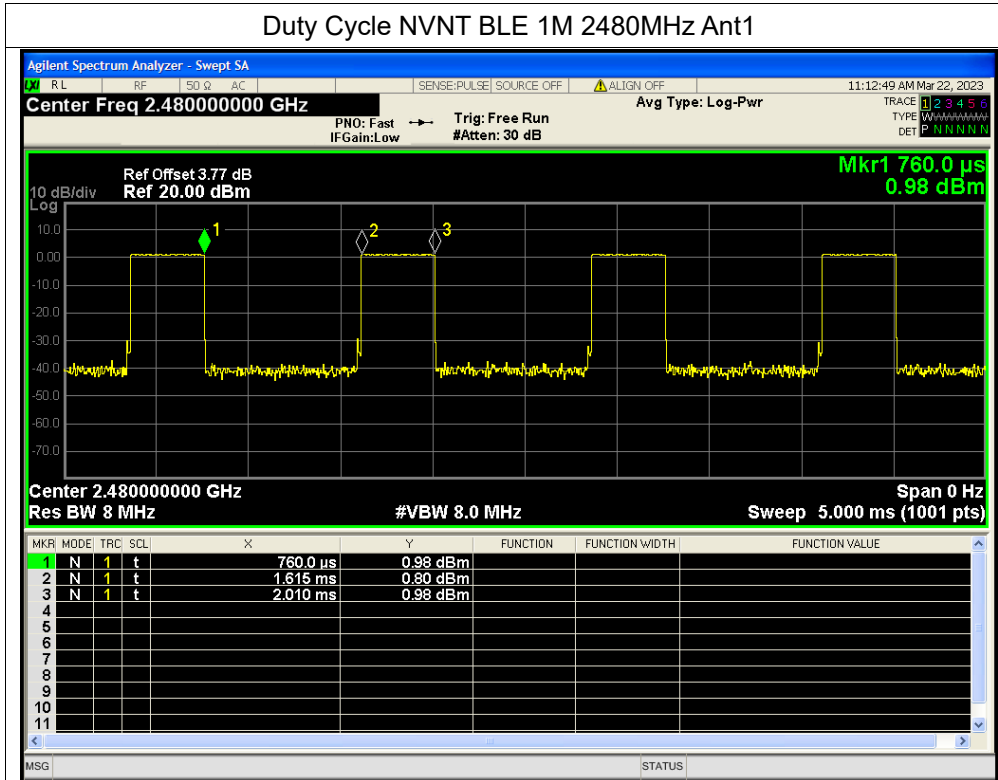 Duty Cycle NVNT BLE 1M 2480MHz Ant1
Agilent Spectrum Analyzer - Swept SA
LXI RL RF 50 Ω AC SENSE:PULSE SOURCE OFF ALIGN OFF 11:12:49 AM Mar 22, 2023
Center Freq 2.480000000 GHz Avg Type: Log-Pwr TRACE 1 2 3 4 5 6
PNO: Fast Trig: Free Run TYPE WWWWWW
IFGain:Low #Atten: 30 dB DET P N N N N N
Mkr1 760.0 µs
Ref Offset 3.77 dB
10 dB/div Ref 20.00 dBm 0.98 dBm
Log
10.0
0.00
-10.0
-20.0
-30.0
-40.0
-50.0
-60.0
-70.0
1
2
3
Center 2.480000000 GHz Span 0 Hz
Res BW 8 MHz #VBW 8.0 MHz Sweep 5.000 ms (1001 pts)
MKR MODE TRC SCL X Y FUNCTION FUNCTION WIDTH FUNCTION VALUE
1 N 1 t 760.0 µs 0.98 dBm
2 N 1 t 1.615 ms 0.80 dBm
3 N 1 t 2.010 ms 0.98 dBm
4
5
6
7
8
9
10
11
MSG STATUS